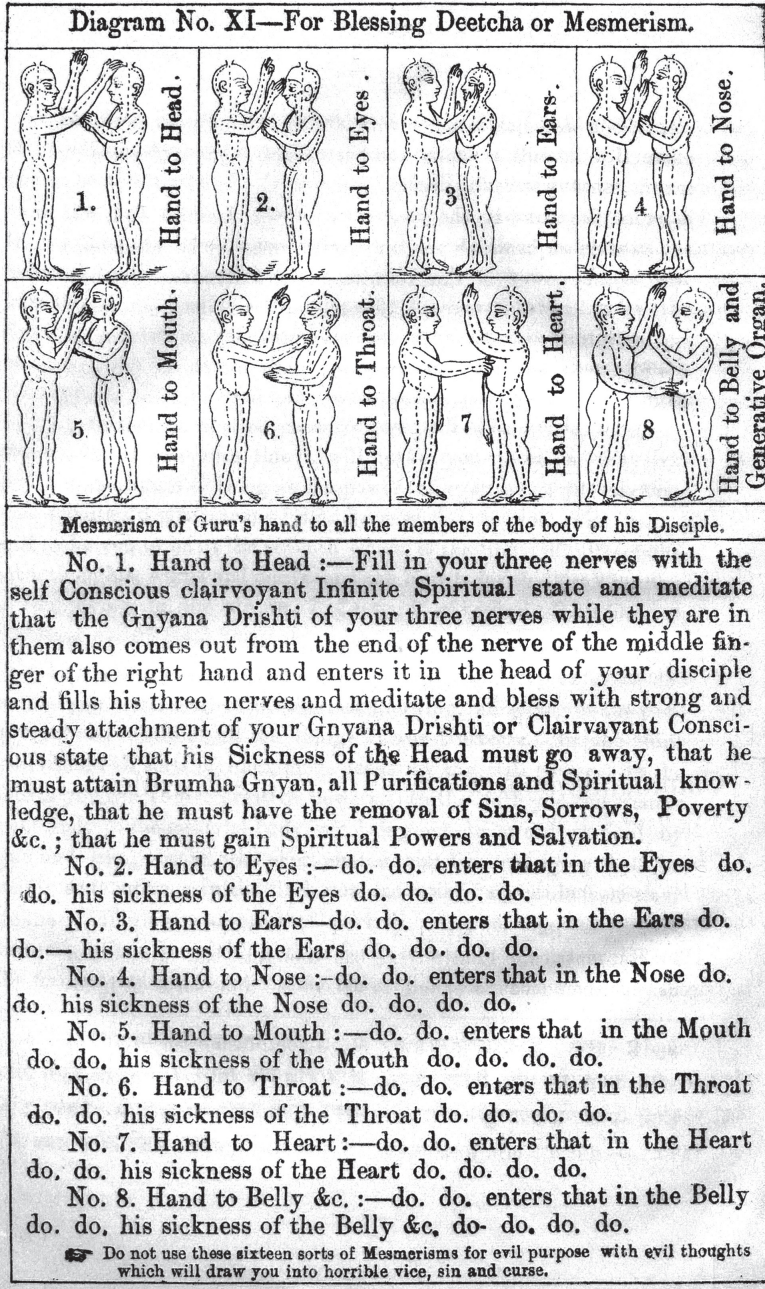 Diagram No. XI—For Blessing Deetcha or Mesmerism.
1.
Hand to Head.
2.
Hand to Eyes.
3
Hand to Ears-.
4
Hand to Nose.
5.
Hand to Mouth.
6.
Hand to Throat.
7
Hand to Heart.
8
Hand to Belly and
Generative Organ.
Mesmerism of Guru's hand to all the members of the body of his Disciple.
No. 1. Hand to Head :—Fill in your three nerves with the
self Conscious clairvoyant Infinite Spiritual state and meditate
that the Gnyana Drishti of your three nerves while they are in
them also comes out from the end of the nerve of the middle fin-
ger of the right hand and enters it in the head of your disciple
and fills his three nerves and meditate and bless with strong and
steady attachment of your Gnyana Drishti or Clairvayant Consci-
ous state that his Sickness of the Head must go away, that he
must attain Brumha Gnyan, all Purifications and Spiritual know-
ledge, that he must have the removal of Sins, Sorrows, Poverty
&c. ; that he must gain Spiritual Powers and Salvation.
No. 2. Hand to Eyes :—do. do. enters that in the Eyes do.
do. his sickness of the Eyes do. do. do. do.
No. 3. Hand to Ears—do. do. enters that in the Ears do.
do.— his sickness of the Ears do. do. do. do.
No. 4. Hand to Nose :–do. do. enters that in the Nose do.
do. his sickness of the Nose do. do. do. do.
No. 5. Hand to Mouth :—do. do. enters that in the Mouth
do. do. his sickness of the Mouth do. do. do. do.
No. 6. Hand to Throat :—do. do. enters that in the Throat
do. do. his sickness of the Throat do. do. do. do.
No. 7. Hand to Heart :—do. do. enters that in the Heart
do. do. his sickness of the Heart do. do. do. do.
No. 8. Hand to Belly &c. :—do. do. enters that in the Belly
do. do. his sickness of the Belly &c. do- do. do. do.
☛ Do not use these sixteen sorts of Mesmerisms for evil purpose with evil thoughts
which will draw you into horrible vice, sin and curse.